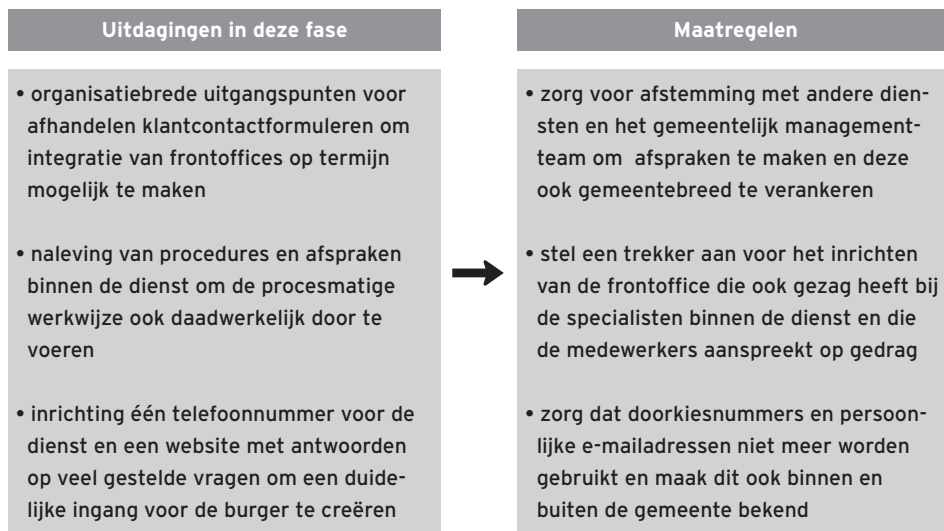 Uitdagingen in deze fase
• organisatiebrede uitgangspunten voor
afhandelen klantcontactformuleren om
integratie van frontoffices op termijn
mogelijk te maken
• naleving van procedures en afspraken
binnen de dienst om de procesmatige
werkwijze ook daadwerkelijk door te
voeren
• inrichting één telefoonnummer voor de
dienst en een website met antwoorden
op veel gestelde vragen om een duide-
lijke ingang voor de burger te creëren
Maatregelen
• zorg voor afstemming met andere dien-
sten en het gemeentelijk management-
team om afspraken te maken en deze
ook gemeentebreed te verankeren
• stel een trekker aan voor het inrichten
van de frontoffice die ook gezag heeft bij
de specialisten binnen de dienst en die
de medewerkers aanspreekt op gedrag
• zorg dat doorkiesnummers en persoon-
lijke e-mailadressen niet meer worden
gebruikt en maak dit ook binnen en
buiten de gemeente bekend